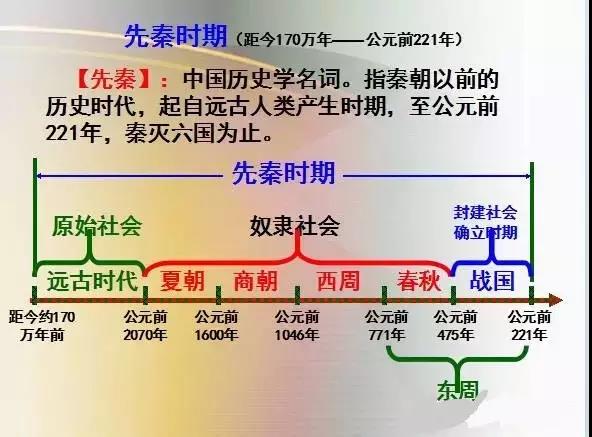 先秦时期（距今170万年——公元前221年）
【先秦】：中国历史学名词。指秦朝以前的
历史时代，起自远古人类产生时期，至公元前
221年，秦灭六国为止。
先秦时期
原始社会
奴隶社会
封建社会
确立时期
远古时代
夏朝
商朝
西周
春秋
战国
距今约170
万年前
公元前
2070年
公元前
1600年
公元前
1046年
公元前
771年
公元前
475年
公元前
221年
东周